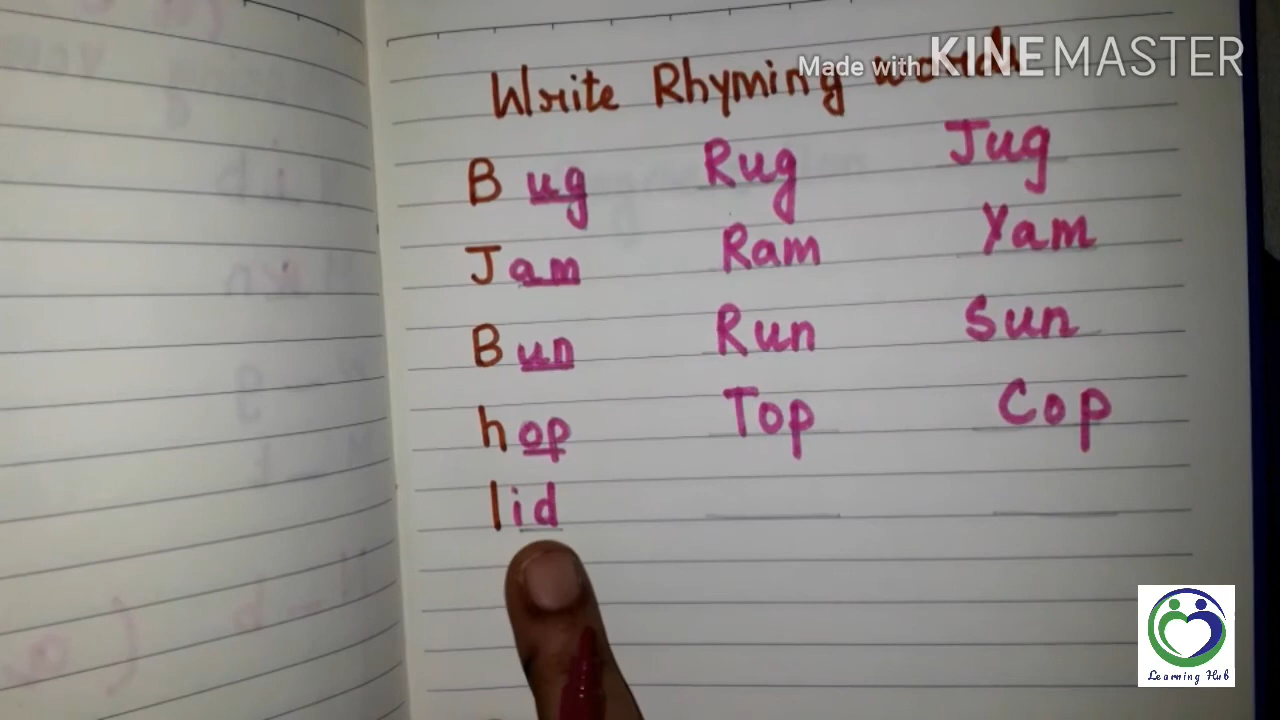 Made with KINEMASTER
Write Rhyming words
Bug Rug Jug
Jam Ram Yam
Bun Run Sun
hop Top Cop
lid
Learning Hub